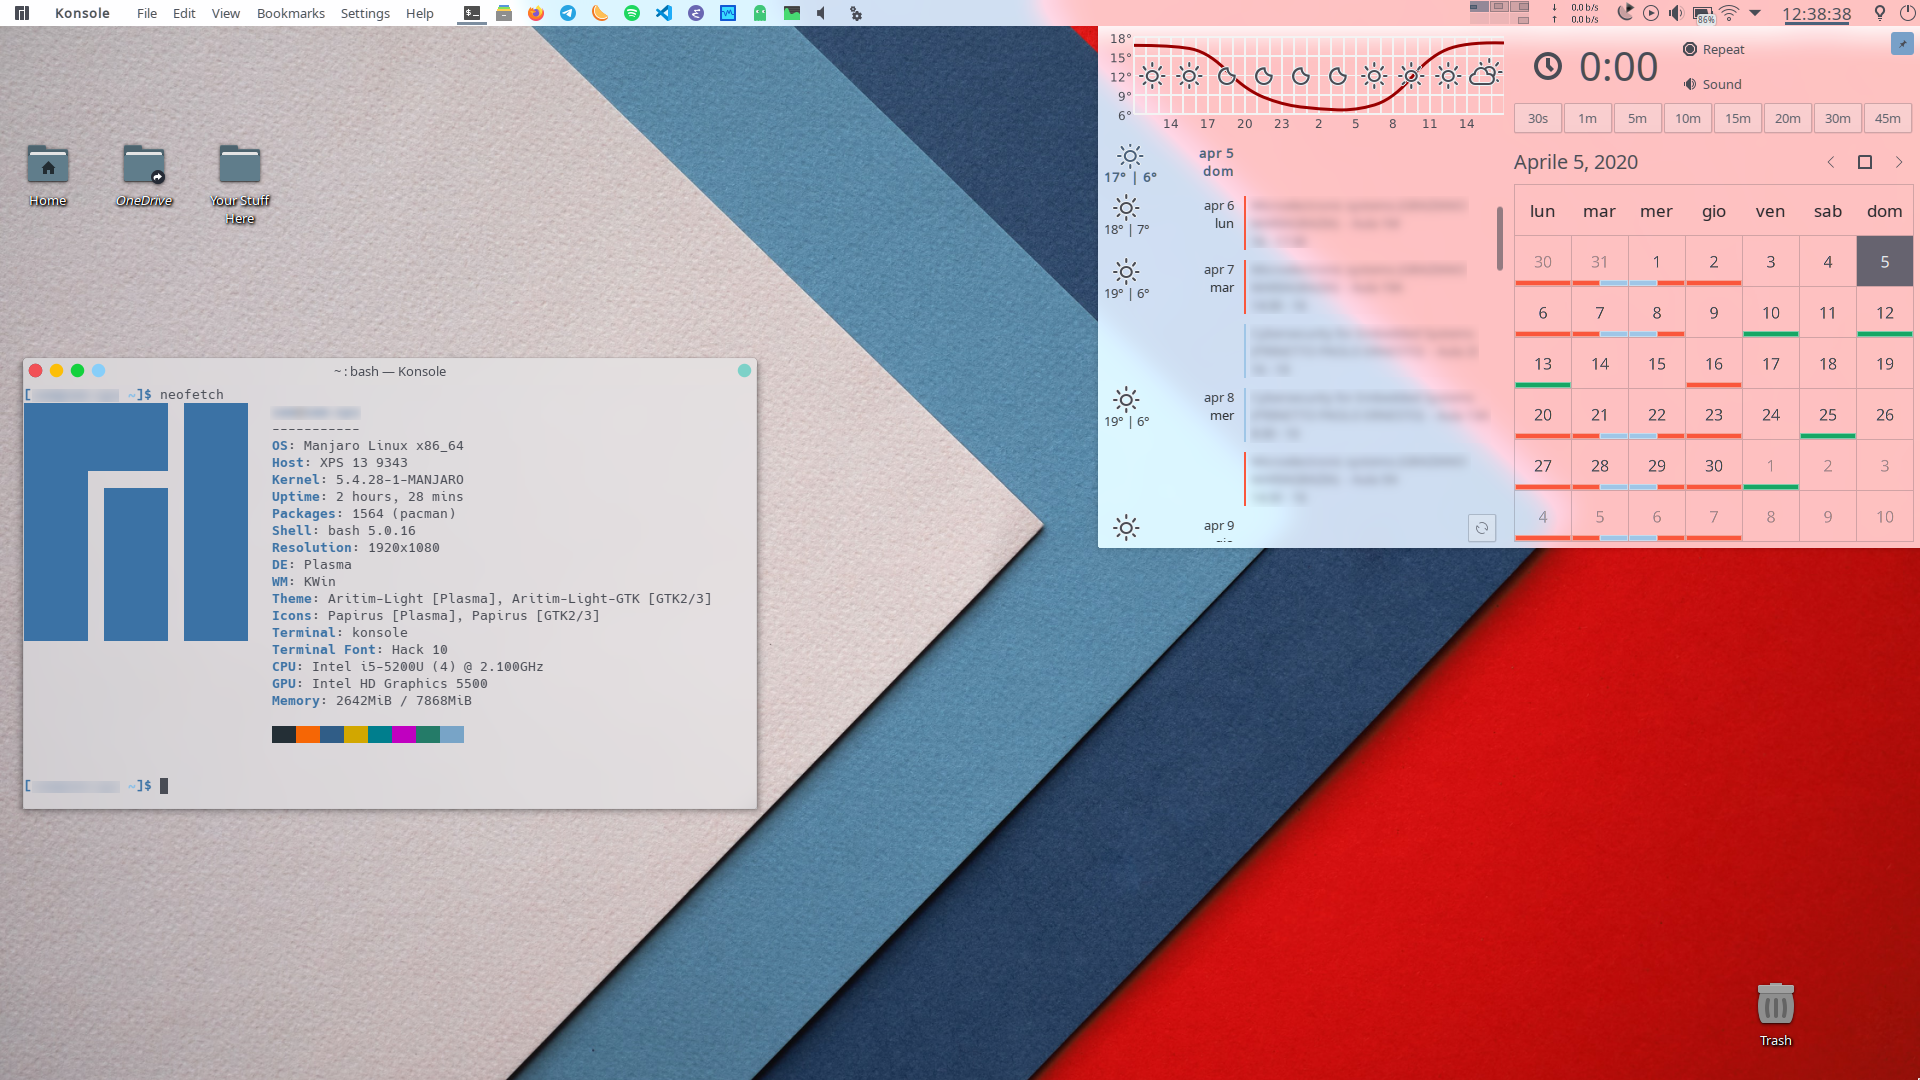 Konsole File Edit View Bookmarks Settings Help
0.0 b/s
0.0 b/s
86%
12:38:38
Home
OneDrive
Your Stuff
Here
~ : bash — Konsole
[ ~]$ neofetch
-----------
OS: Manjaro Linux x86_64
Host: XPS 13 9343
Kernel: 5.4.28-1-MANJARO
Uptime: 2 hours, 28 mins
Packages: 1564 (pacman)
Shell: bash 5.0.16
Resolution: 1920x1080
DE: Plasma
WM: KWin
Theme: Aritim-Light [Plasma], Aritim-Light-GTK [GTK2/3]
Icons: Papirus [Plasma], Papirus [GTK2/3]
Terminal: konsole
Terminal Font: Hack 10
CPU: Intel i5-5200U (4) @ 2.100GHz
GPU: Intel HD Graphics 5500
Memory: 2642MiB / 7868MiB
[ ~]$
18°
15°
12°
9°
6°
14 17 20 23 2 5 8 11 14
apr 5
dom
17° | 6°
apr 6
lun
18° | 7°
apr 7
mar
19° | 6°
apr 8
mer
19° | 6°
apr 9
0:00
Repeat
Sound
30s 1m 5m 10m 15m 20m 30m 45m
Aprile 5, 2020
lun mar mer gio ven sab dom
30 31 1 2 3 4 5
6 7 8 9 10 11 12
13 14 15 16 17 18 19
20 21 22 23 24 25 26
27 28 29 30 1 2 3
4 5 6 7 8 9 10
Trash